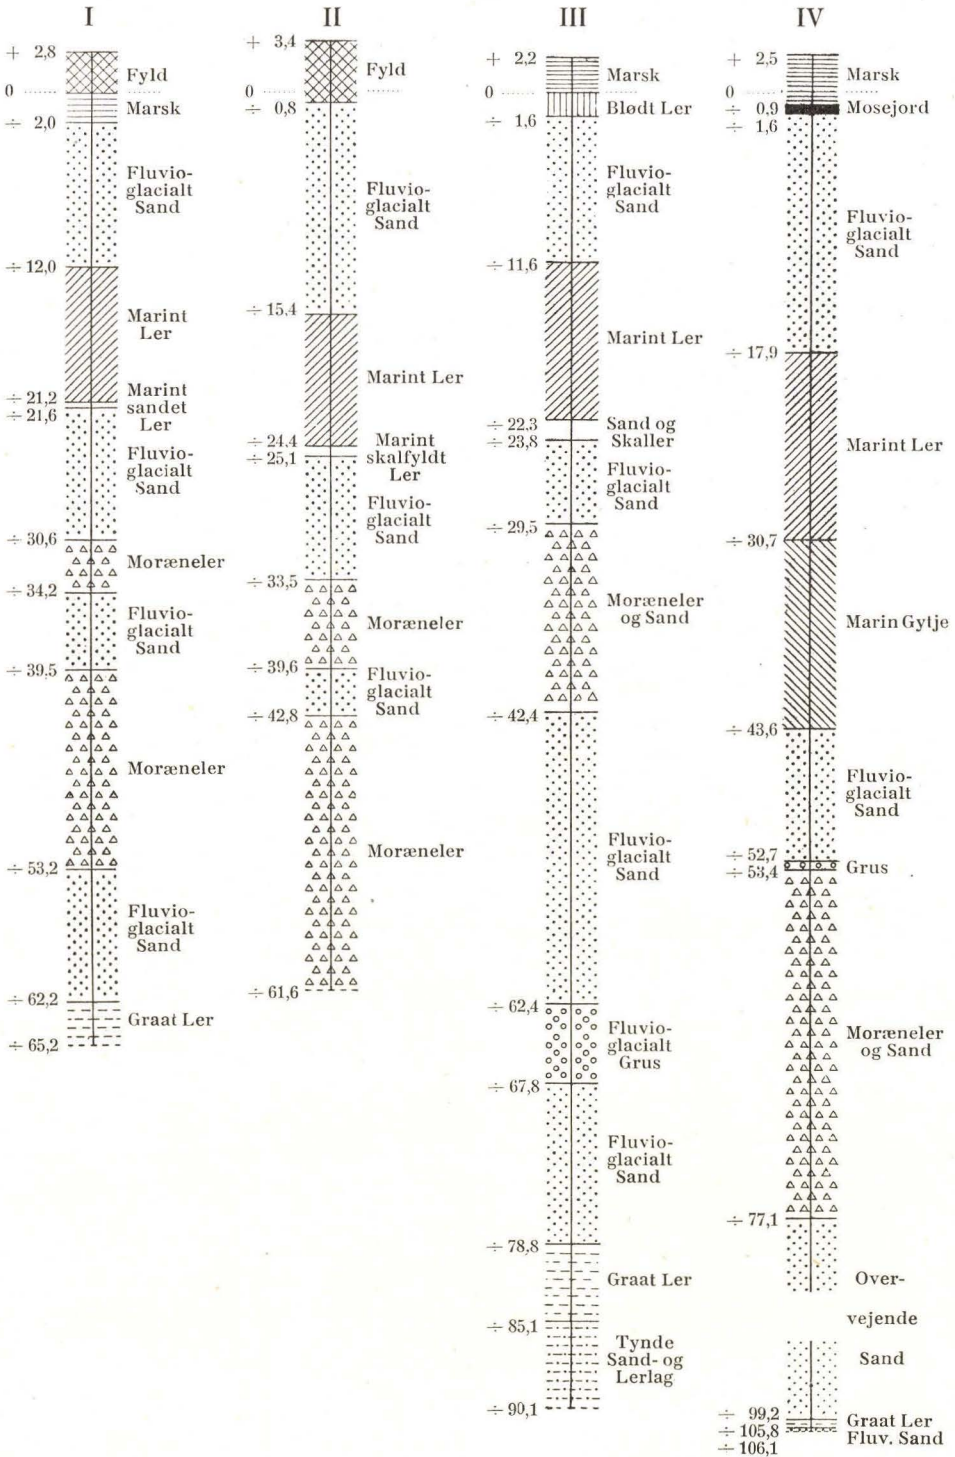 I
+ 2,8
Fyld
0
Marsk
÷ 2,0
Fluvio-
glacialt
Sand
÷ 12,0
Marint
Ler
÷ 21,2
÷ 21,6
Marint
sandet
Ler
Fluvio-
glacialt
Sand
÷ 30,6
Moræneler
÷ 34,2
Fluvio-
glacialt
Sand
÷ 39,5
Moræneler
÷ 53,2
Fluvio-
glacialt
Sand
÷ 62,2
Graat Ler
÷ 65,2
II
+ 3,4
Fyld
0
÷ 0,8
Fluvio-
glacialt
Sand
÷ 15,4
Marint Ler
÷ 24,4
÷ 25,1
Marint
skalfyldt
Ler
Fluvio-
glacialt
Sand
÷ 33,5
Moræneler
÷ 39,6
Fluvio-
glacialt
Sand
÷ 42,8
Moræneler
÷ 61,6
III
+ 2,2
Marsk
0
Blødt Ler
÷ 1,6
Fluvio-
glacialt
Sand
÷ 11,6
Marint Ler
÷ 22,3
÷ 23,8
Sand og
Skaller
Fluvio-
glacialt
Sand
÷ 29,5
Moræneler
og Sand
÷ 42,4
Fluvio-
glacialt
Sand
÷ 62,4
Fluvio-
glacialt
Grus
÷ 67,8
Fluvio-
glacialt
Sand
÷ 78,8
Graat Ler
÷ 85,1
Tynde
Sand- og
Lerlag
÷ 90,1
IV
+ 2,5
Marsk
0
÷ 0,9
Mosejord
÷ 1,6
Fluvio-
glacialt
Sand
÷ 17,9
Marint Ler
÷ 30,7
Marin Gytje
÷ 43,6
Fluvio-
glacialt
Sand
÷ 52,7
÷ 53,4
Grus
Moræneler
og Sand
÷ 77,1
Over-
vejende
Sand
÷ 99,2
÷ 105,8
÷ 106,1
Graat Ler
Fluv. Sand